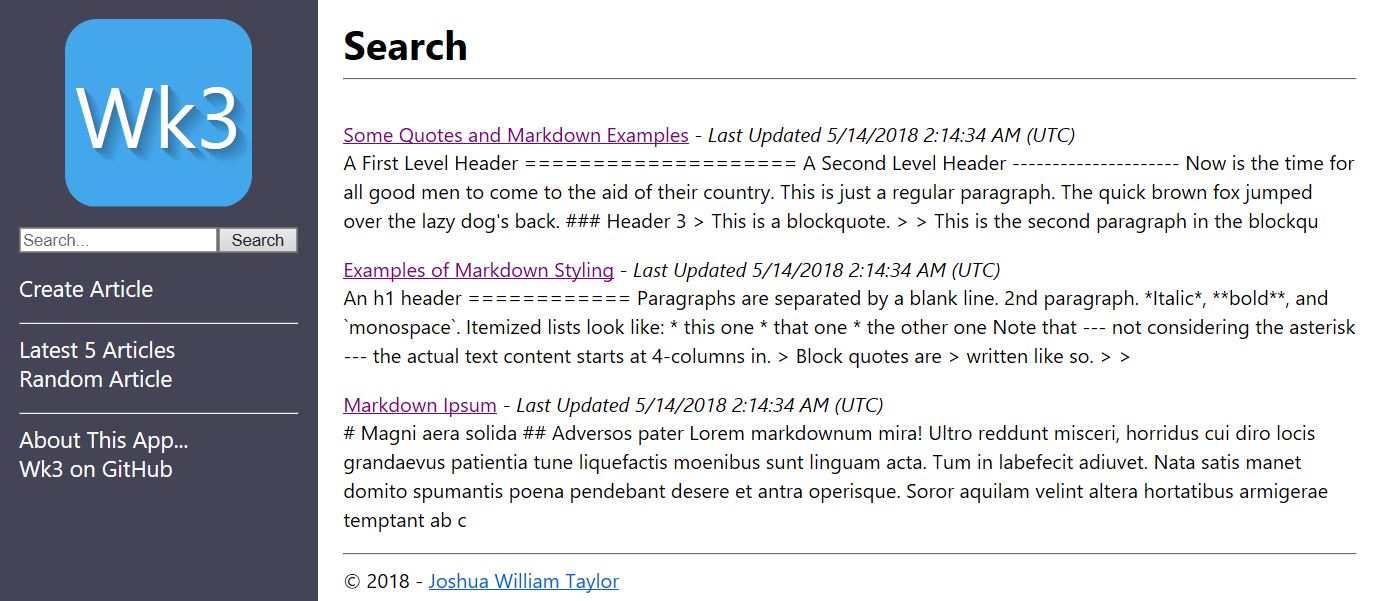 Wk3
Search...
Search
Create Article
Latest 5 Articles
Random Article
About This App...
Wk3 on GitHub
Search
Some Quotes and Markdown Examples - Last Updated 5/14/2018 2:14:34 AM (UTC)
A First Level Header ==================== A Second Level Header --------------------- Now is the time for
all good men to come to the aid of their country. This is just a regular paragraph. The quick brown fox jumped
over the lazy dog's back. ### Header 3 > This is a blockquote. > > This is the second paragraph in the blockqu
Examples of Markdown Styling - Last Updated 5/14/2018 2:14:34 AM (UTC)
An h1 header ============ Paragraphs are separated by a blank line. 2nd paragraph. *Italic*, **bold**, and
`monospace`. Itemized lists look like: * this one * that one * the other one Note that --- not considering the asterisk
--- the actual text content starts at 4-columns in. > Block quotes are > written like so. > >
Markdown Ipsum - Last Updated 5/14/2018 2:14:34 AM (UTC)
# Magni aera solida ## Adversos pater Lorem markdownum mira! Ultro reddunt misceri, horridus cui diro locis
grandaevus patientia tune liquefactis moenibus sunt linguam acta. Tum in labefecit adiuvet. Nata satis manet
domito spumantis poena pendebant desere et antra operisque. Soror aquilam velint altera hortatibus armigerae
temptant ab c
© 2018 - Joshua William Taylor